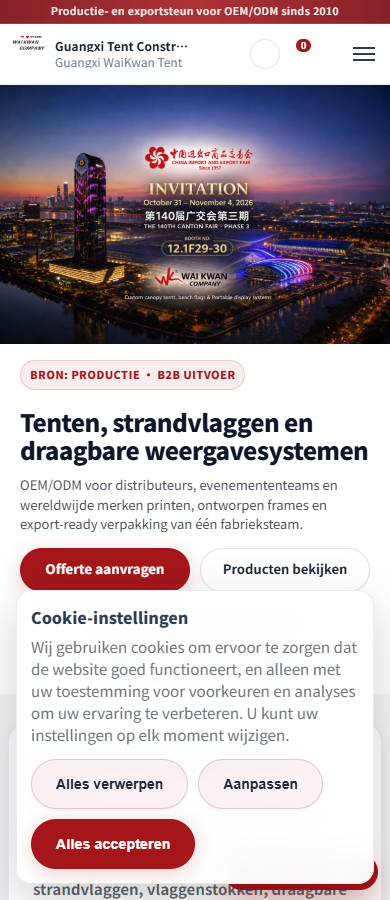 Productie- en exportsteun voor OEM/ODM sinds 2010
WAIKWAN
COMPANY
Guangxi Tent Constr···
Guangxi WaiKwan Tent
0
中国进出口商品交易会
Since 1957
INVITATION
October 31 – November 4, 2026
第140届广交会第三期
THE 140TH CANTON FAIR · PHASE 3
BOOTH NO
12.1F29-30
WAI KWAN
COMPANY
Custom canopy tents, beach flags & Portable display systems
BRON: PRODUCTIE • B2B UITVOER
Tenten, strandvlaggen en
draagbare weergavesystemen
OEM/ODM voor distributeurs, evenemententeams en
wereldwijde merken printen, ontworpen frames en
export-ready verpakking van één fabrieksteam.
Offerte aanvragen
Producten bekijken
Cookie-instellingen
Wij gebruiken cookies om ervoor te zorgen dat
de website goed functioneert, en alleen met
uw toestemming voor voorkeuren en analyses
om uw ervaring te verbeteren. U kunt uw
instellingen op elk moment wijzigen.
Alles verwerpen
Aanpassen
Alles accepteren
strandvlaggen, vlaggenstokken, draagbare